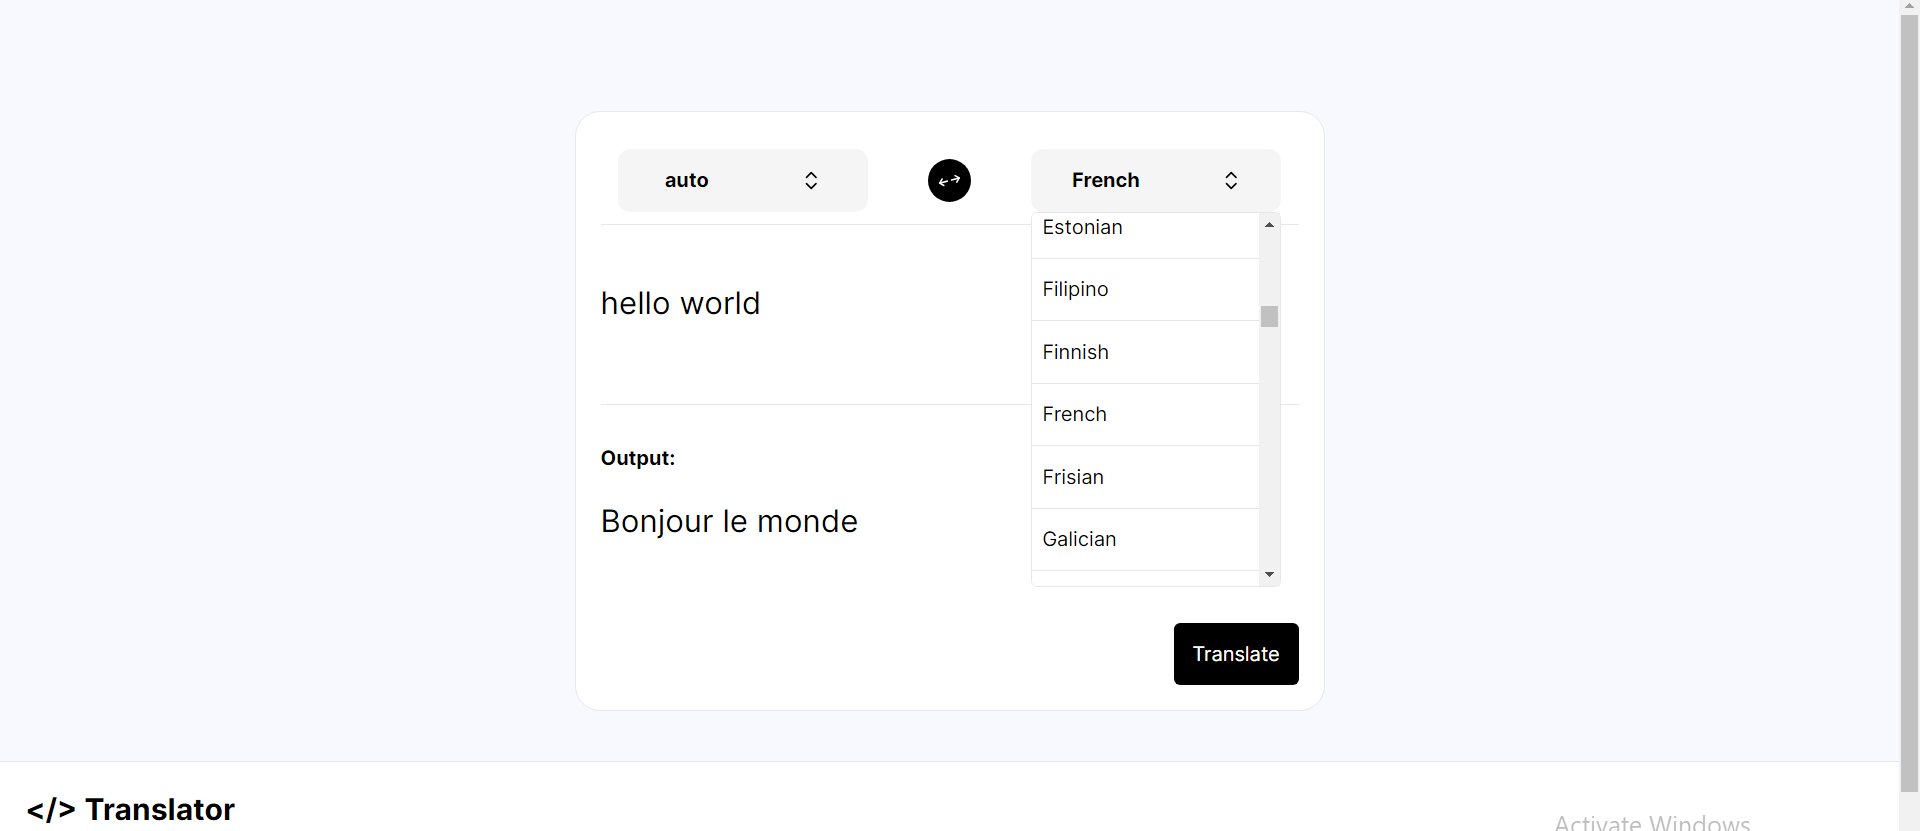 auto
French
Estonian
Filipino
hello world
Finnish
French
Output:
Frisian
Bonjour le monde
Galician
Translate
</> Translator
Activate Windows